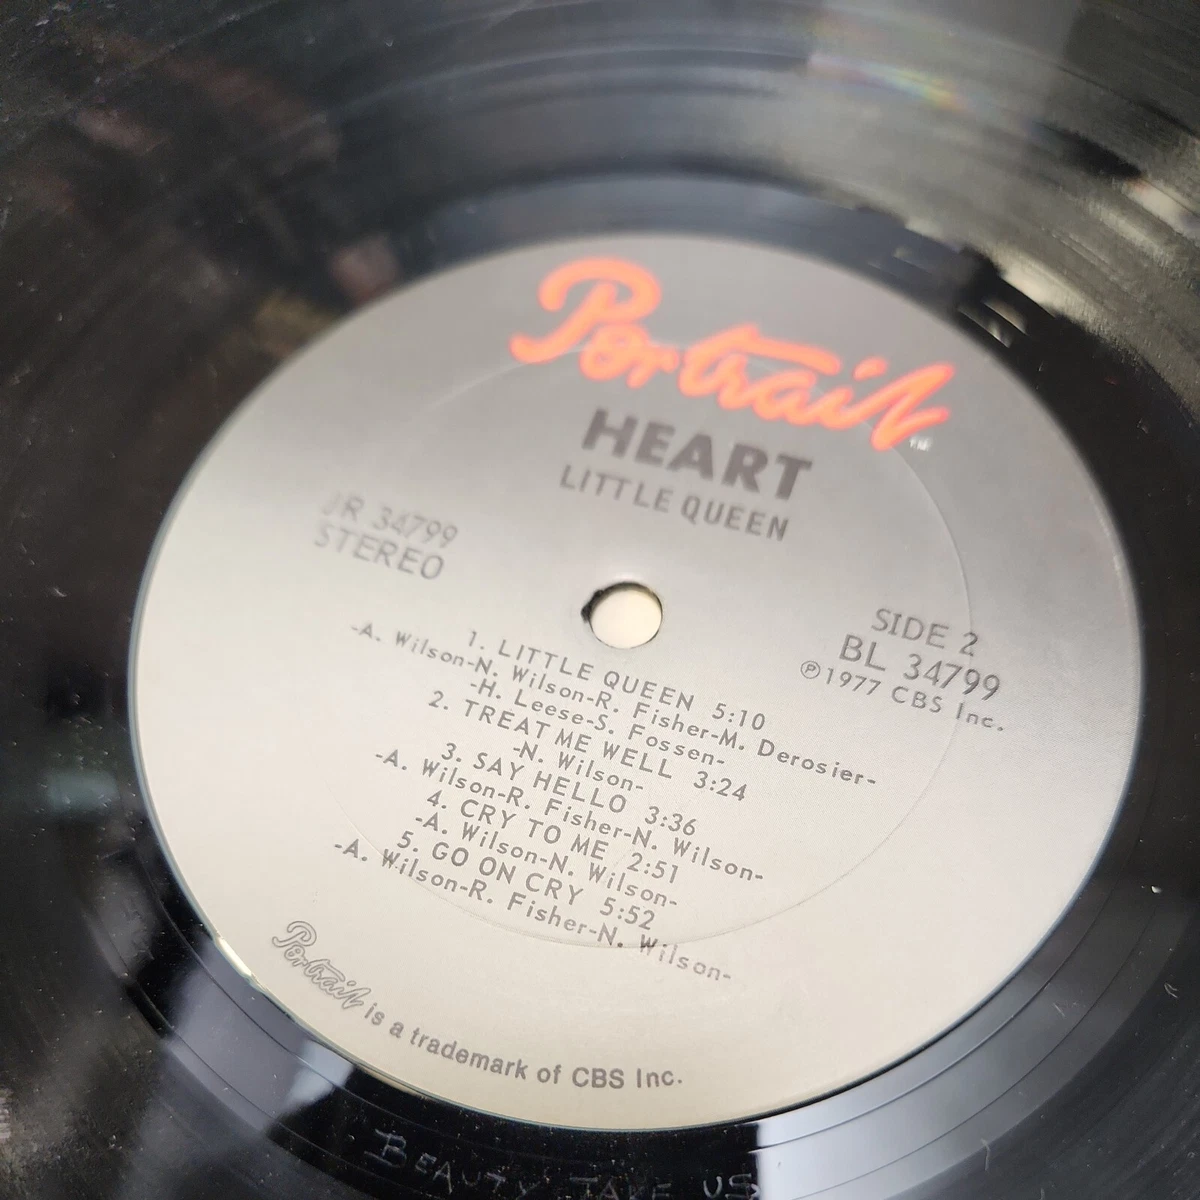 Portrait
TM
HEART
LITTLE QUEEN
JR 34799
STEREO
SIDE 2
BL 34799
℗1977 CBS Inc.
1. LITTLE QUEEN 5:10
-A. Wilson-N. Wilson-R. Fisher-M. Derosier-
-H. Leese-S. Fossen-
2. TREAT ME WELL 3:24
-N. Wilson-
3. SAY HELLO 3:36
-A. Wilson-R. Fisher-N. Wilson-
4. CRY TO ME 2:51
-A. Wilson-N. Wilson-
5. GO ON CRY 5:52
-A. Wilson-R. Fisher-N. Wilson-
Portrait is a trademark of CBS Inc.
BEAUTY TAKE US